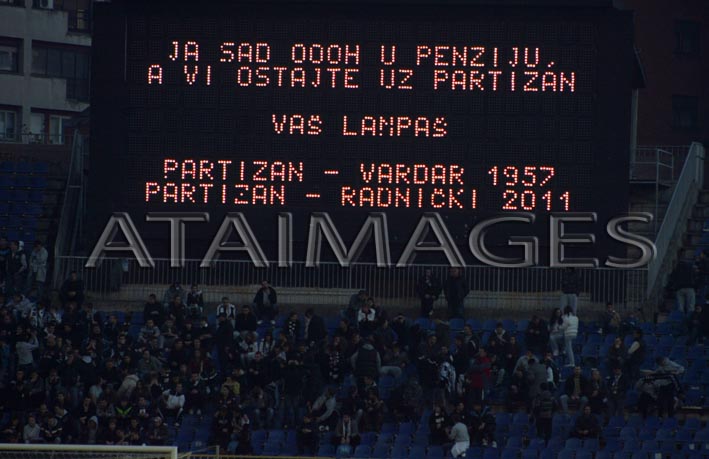 JA SAD OOOH U PENZIJU,
A VI OSTAJTE UZ PARTIZAN
VAŠ LAMPAŠ
PARTIZAN - VARDAR 1957
PARTIZAN - RADNIČKI 2011
ATAIMAGES